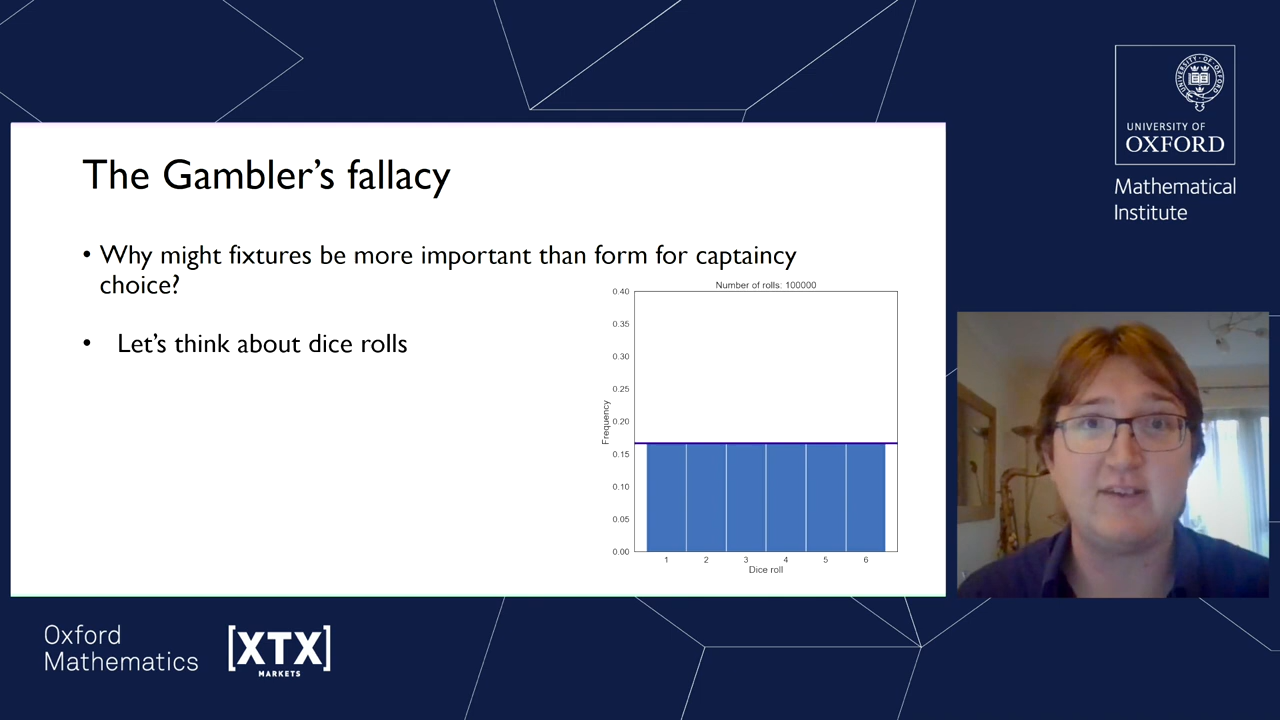 UNIVERSITY OF
OXFORD
Mathematical
Institute
The Gambler's fallacy
• Why might fixtures be more important than form for captaincy
choice?
• Let's think about dice rolls
Number of rolls: 100000
0.40
0.35
0.30
0.25
0.20
0.15
0.10
0.05
0.00
Frequency
1 2 3 4 5 6
Dice roll
Oxford
Mathematics
[XTX]
MARKETS